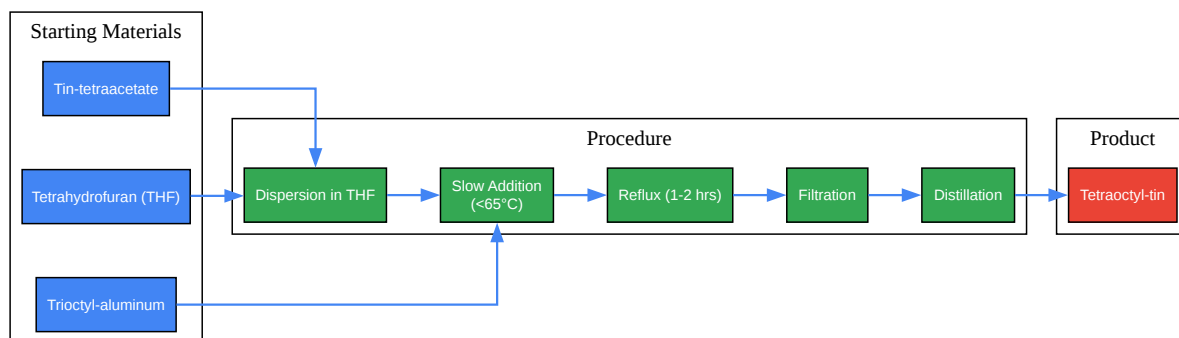 Starting Materials
Tin-tetraacetate
Tetrahydrofuran (THF)
Trioctyl-aluminum
Procedure
Dispersion in THF
Slow Addition
(<65°C)
Reflux (1-2 hrs)
Filtration
Distillation
Product
Tetraoctyl-tin